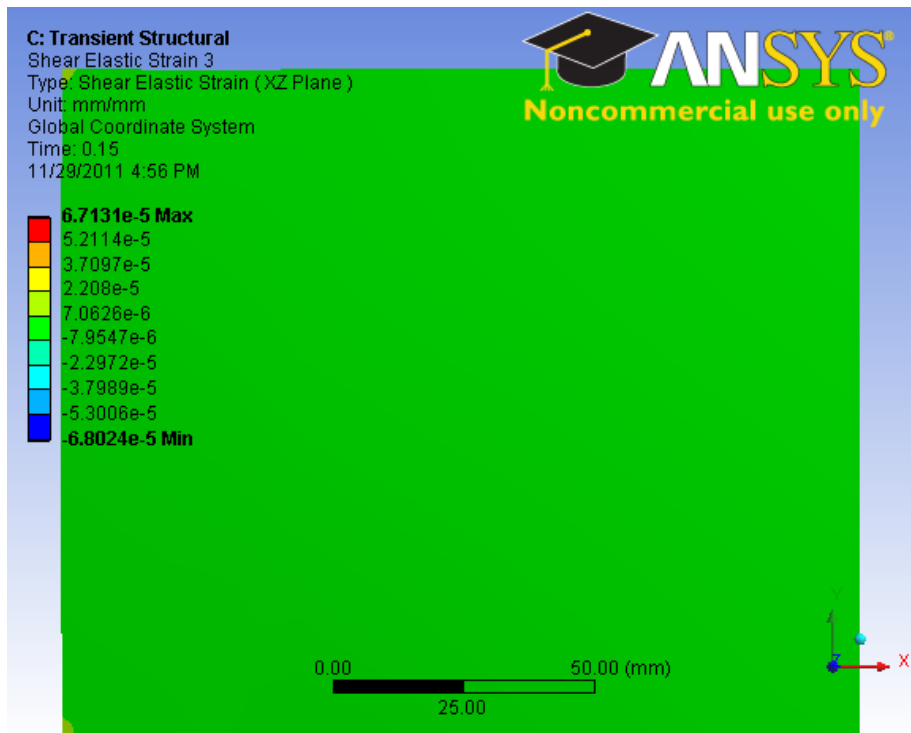 C: Transient Structural
Shear Elastic Strain 3
Type: Shear Elastic Strain ( XZ Plane )
Unit: mm/mm
Global Coordinate System
Time: 0.15
11/29/2011 4:56 PM
ANSYS®
Noncommercial use only
6.7131e-5 Max
5.2114e-5
3.7097e-5
2.208e-5
7.0626e-6
-7.9547e-6
-2.2972e-5
-3.7989e-5
-5.3006e-5
-6.8024e-5 Min
0.00 50.00 (mm)
25.00
Y
Z X